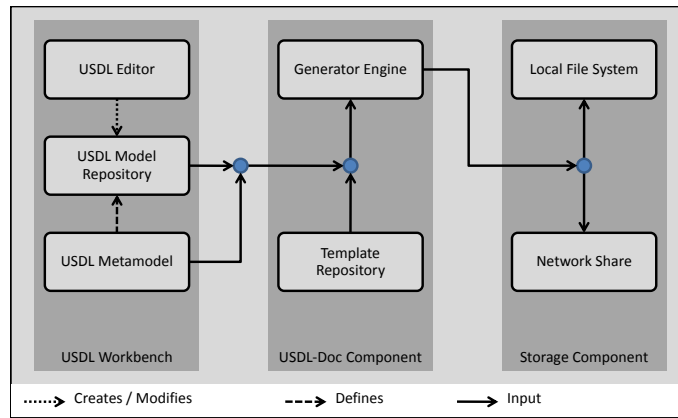 USDL Editor
Generator Engine
Local File System
USDL Model
Repository
USDL Metamodel
Template
Repository
Network Share
USDL Workbench
USDL-Doc Component
Storage Component
Creates / Modifies
Defines
Input